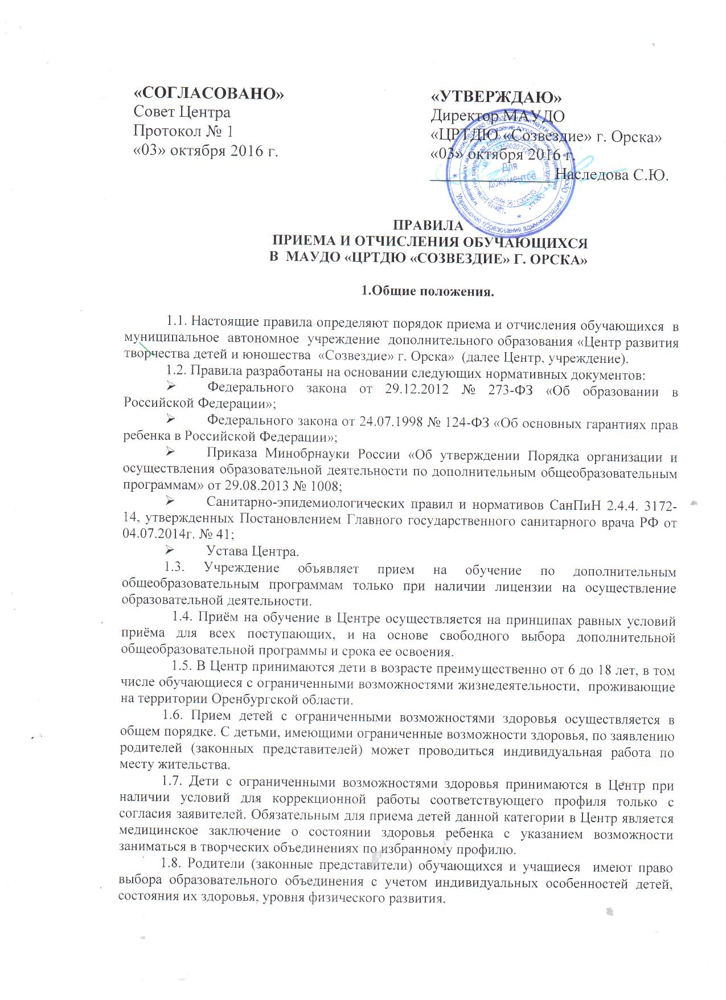 «СОГЛАСОВАНО»
Совет Центра
Протокол № 1
«03» октября 2016 г.
«УТВЕРЖДАЮ»
Директор МАУДО
«ЦРТДЮ «Созвездие» г. Орска»
«03» октября 2016 г.
Наследова С.Ю.
Для
документов
Управление образования администрации г. Орска
ПРАВИЛА
ПРИЕМА И ОТЧИСЛЕНИЯ ОБУЧАЮЩИХСЯ
В МАУДО «ЦРТДЮ «СОЗВЕЗДИЕ» Г. ОРСКА»
1.Общие положения.
1.1. Настоящие правила определяют порядок приема и отчисления обучающихся в
муниципальное автономное учреждение дополнительного образования «Центр развития
творчества детей и юношества «Созвездие» г. Орска» (далее Центр, учреждение).
1.2. Правила разработаны на основании следующих нормативных документов:
➢ Федерального закона от 29.12.2012 № 273-ФЗ «Об образовании в
Российской Федерации»;
➢ Федерального закона от 24.07.1998 № 124-ФЗ «Об основных гарантиях прав
ребенка в Российской Федерации»;
➢ Приказа Минобрнауки России «Об утверждении Порядка организации и
осуществления образовательной деятельности по дополнительным общеобразовательным
программам» от 29.08.2013 № 1008;
➢ Санитарно-эпидемиологических правил и нормативов СанПиН 2.4.4. 3172-
14, утвержденных Постановлением Главного государственного санитарного врача РФ от
04.07.2014г. № 41;
➢ Устава Центра.
1.3. Учреждение объявляет прием на обучение по дополнительным
общеобразовательным программам только при наличии лицензии на осуществление
образовательной деятельности.
1.4. Приём на обучение в Центре осуществляется на принципах равных условий
приёма для всех поступающих, и на основе свободного выбора дополнительной
общеобразовательной программы и срока ее освоения.
1.5. В Центр принимаются дети в возрасте преимущественно от 6 до 18 лет, в том
числе обучающиеся с ограниченными возможностями жизнедеятельности, проживающие
на территории Оренбургской области.
1.6. Прием детей с ограниченными возможностями здоровья осуществляется в
общем порядке. С детьми, имеющими ограниченные возможности здоровья, по заявлению
родителей (законных представителей) может проводиться индивидуальная работа по
месту жительства.
1.7. Дети с ограниченными возможностями здоровья принимаются в Центр при
наличии условий для коррекционной работы соответствующего профиля только с
согласия заявителей. Обязательным для приема детей данной категории в Центр является
медицинское заключение о состоянии здоровья ребенка с указанием возможности
заниматься в творческих объединениях по избранному профилю.
1.8. Родители (законные представители) обучающихся и учащиеся имеют право
выбора образовательного объединения с учетом индивидуальных особенностей детей,
состояния их здоровья, уровня физического развития.